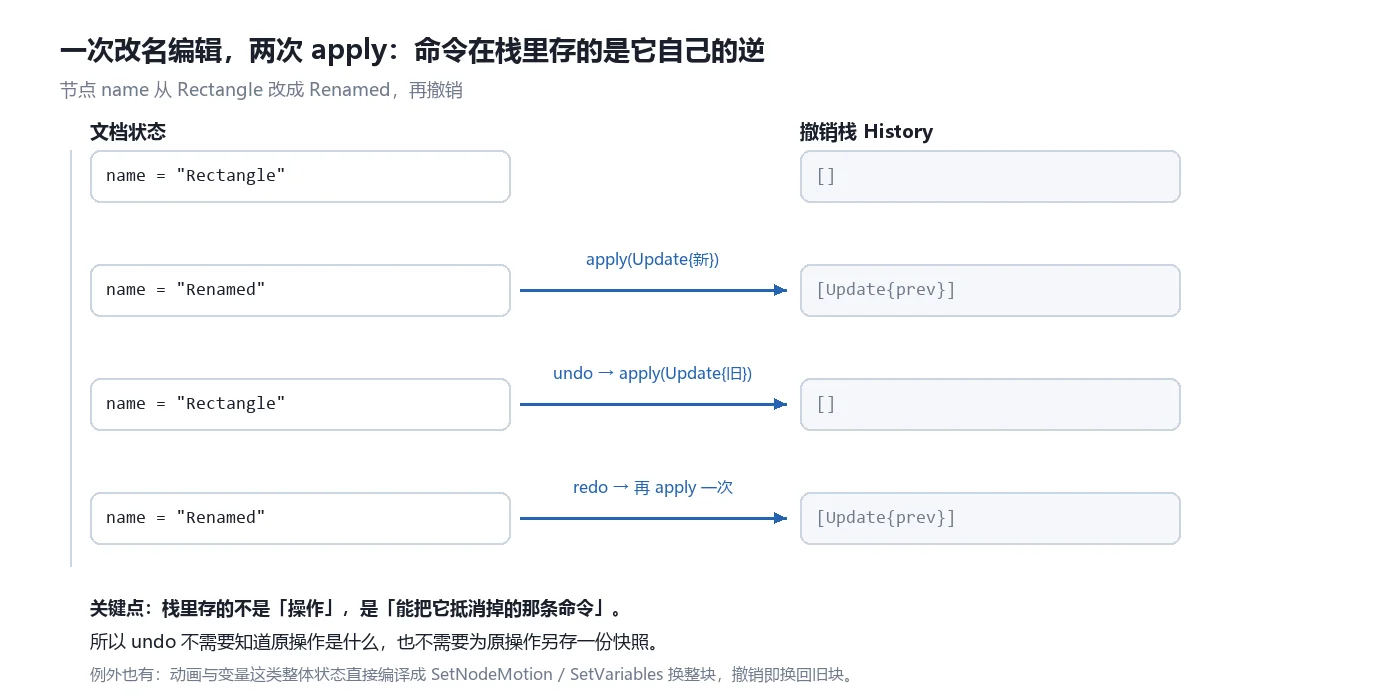 一次改名编辑，两次 apply：命令在栈里存的是它自己的逆
节点 name 从 Rectangle 改成 Renamed，再撤销
文档状态
撤销栈 History
name = "Rectangle"
[]
apply(Update{新})
name = "Renamed"
[Update{prev}]
undo → apply(Update{旧})
name = "Rectangle"
[]
redo → 再 apply 一次
name = "Renamed"
[Update{prev}]
关键点：栈里存的不是「操作」，是「能把它抵消掉的那条命令」。
所以 undo 不需要知道原操作是什么，也不需要为原操作另存一份快照。
例外也有：动画与变量这类整体状态直接编译成 SetNodeMotion / SetVariables 换整块，撤销即换回旧块。